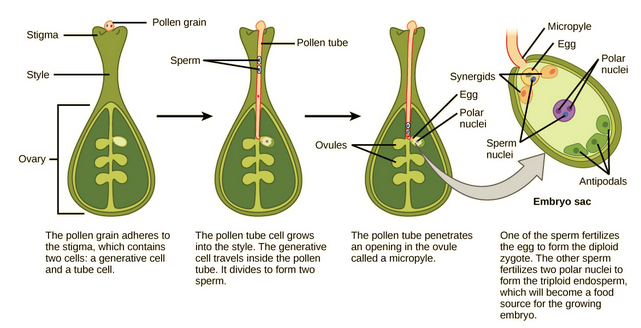 Pollen grain
Stigma
Style
Ovary
Sperm
Pollen tube
Ovules
Egg
Polar
nuclei
Micropyle
Egg
Polar
nuclei
Synergids
Sperm
nuclei
Antipodals
Embryo sac
The pollen grain adheres to
the stigma, which contains
two cells: a generative cell
and a tube cell.
The pollen tube cell grows
into the style. The generative
cell travels inside the pollen
tube. It divides to form two
sperm.
The pollen tube penetrates
an opening in the ovule
called a micropyle.
One of the sperm fertilizes
the egg to form the diploid
zygote. The other sperm
fertilizes two polar nuclei to
form the triploid endosperm,
which will become a food
source for the growing
embryo.